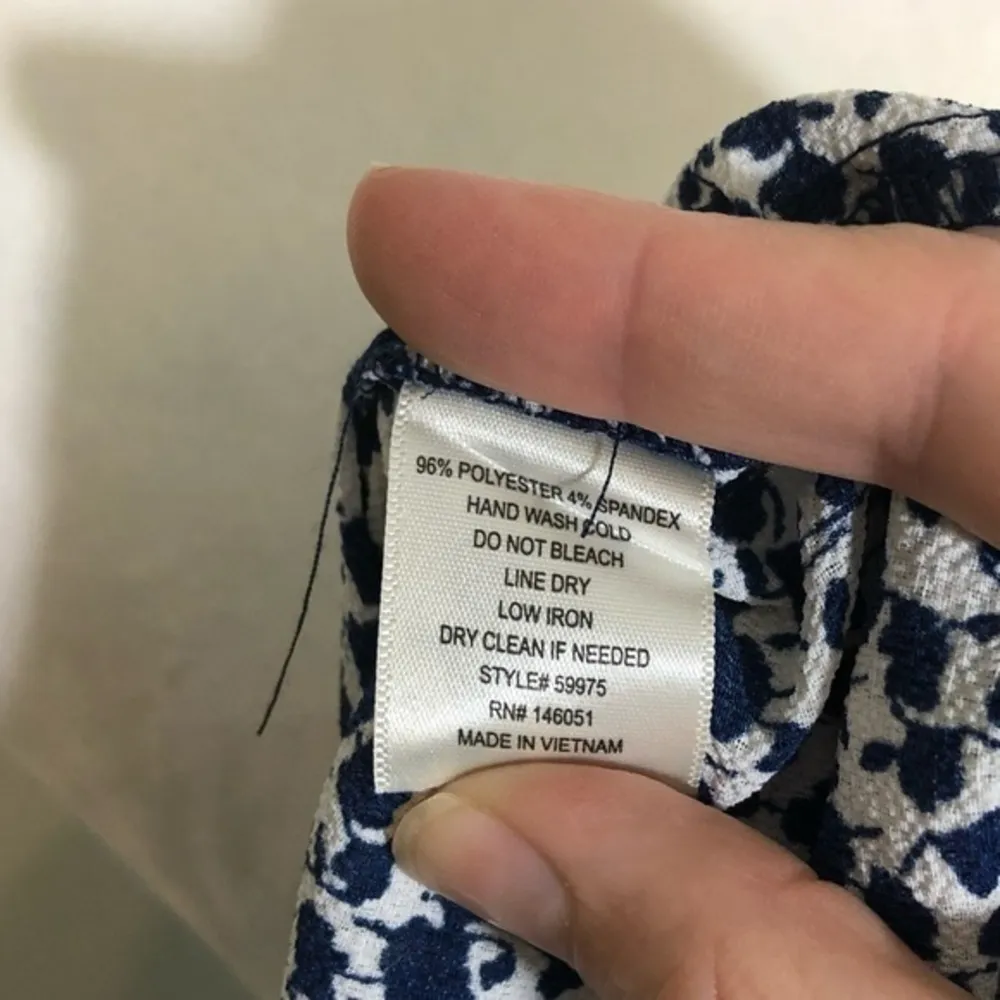 96% POLYESTER 4% SPANDEX
HAND WASH COLD
DO NOT BLEACH
LINE DRY
LOW IRON
DRY CLEAN IF NEEDED
STYLE# 59975
RN# 146051
MADE IN VIETNAM